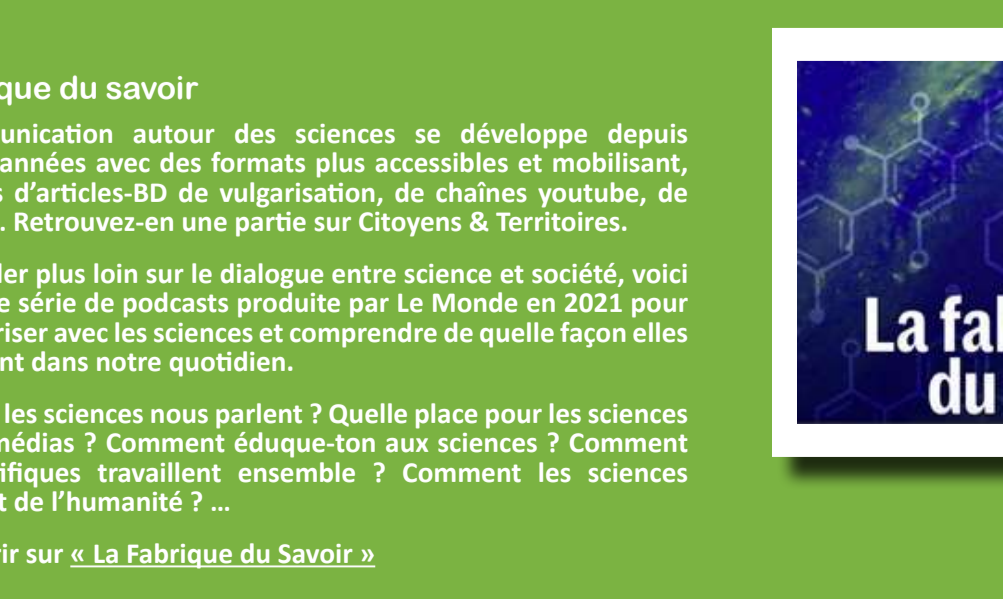 que du savoir
unication autour des sciences se développe depuis
années avec des formats plus accessibles et mobilisant,
s d’articles-BD de vulgarisation, de chaînes youtube, de
. Retrouvez-en une partie sur Citoyens & Territoires.
ler plus loin sur le dialogue entre science et société, voici
e série de podcasts produite par Le Monde en 2021 pour
riser avec les sciences et comprendre de quelle façon elles
nt dans notre quotidien.
les sciences nous parlent ? Quelle place pour les sciences
médias ? Comment éduque-ton aux sciences ? Comment
ifiques travaillent ensemble ? Comment les sciences
t de l’humanité ? ...
rir sur « La Fabrique du Savoir »
La fab
du